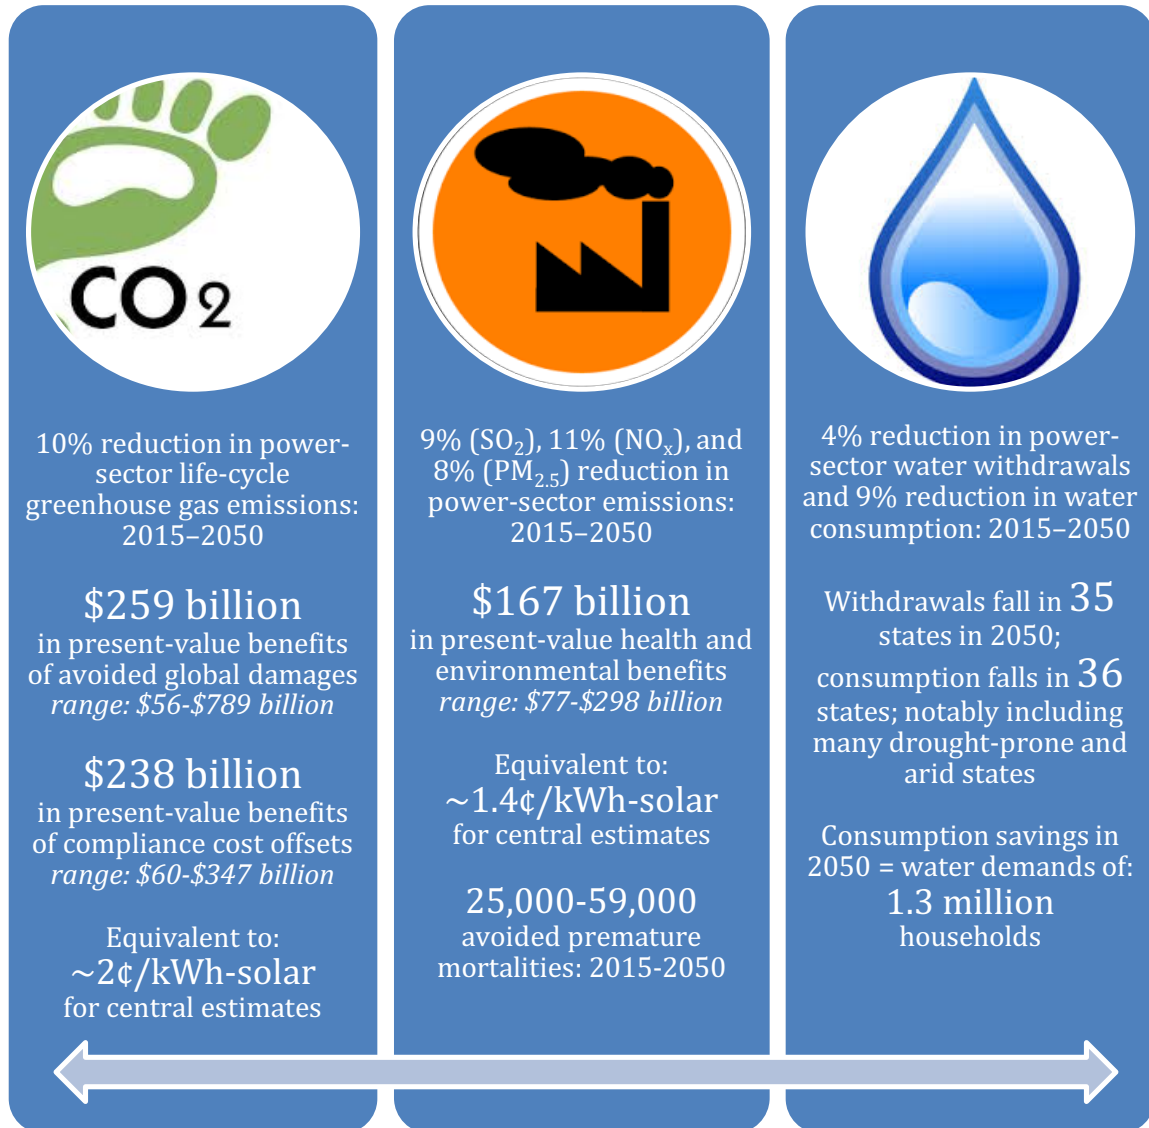 CO2
10% reduction in power-
sector life-cycle
greenhouse gas emissions:
2015–2050
$259 billion
in present-value benefits
of avoided global damages
range: $56-$789 billion
$238 billion
in present-value benefits
of compliance cost offsets
range: $60-$347 billion
Equivalent to:
~2¢/kWh-solar
for central estimates
9% (SO₂), 11% (NOₓ), and
8% (PM₂.₅) reduction in
power-sector emissions:
2015–2050
$167 billion
in present-value health and
environmental benefits
range: $77-$298 billion
Equivalent to:
~1.4¢/kWh-solar
for central estimates
25,000-59,000
avoided premature
mortalities: 2015-2050
4% reduction in power-
sector water withdrawals
and 9% reduction in water
consumption: 2015–2050
Withdrawals fall in 35
states in 2050;
consumption falls in 36
states; notably including
many drought-prone and
arid states
Consumption savings in
2050 = water demands of:
1.3 million
households